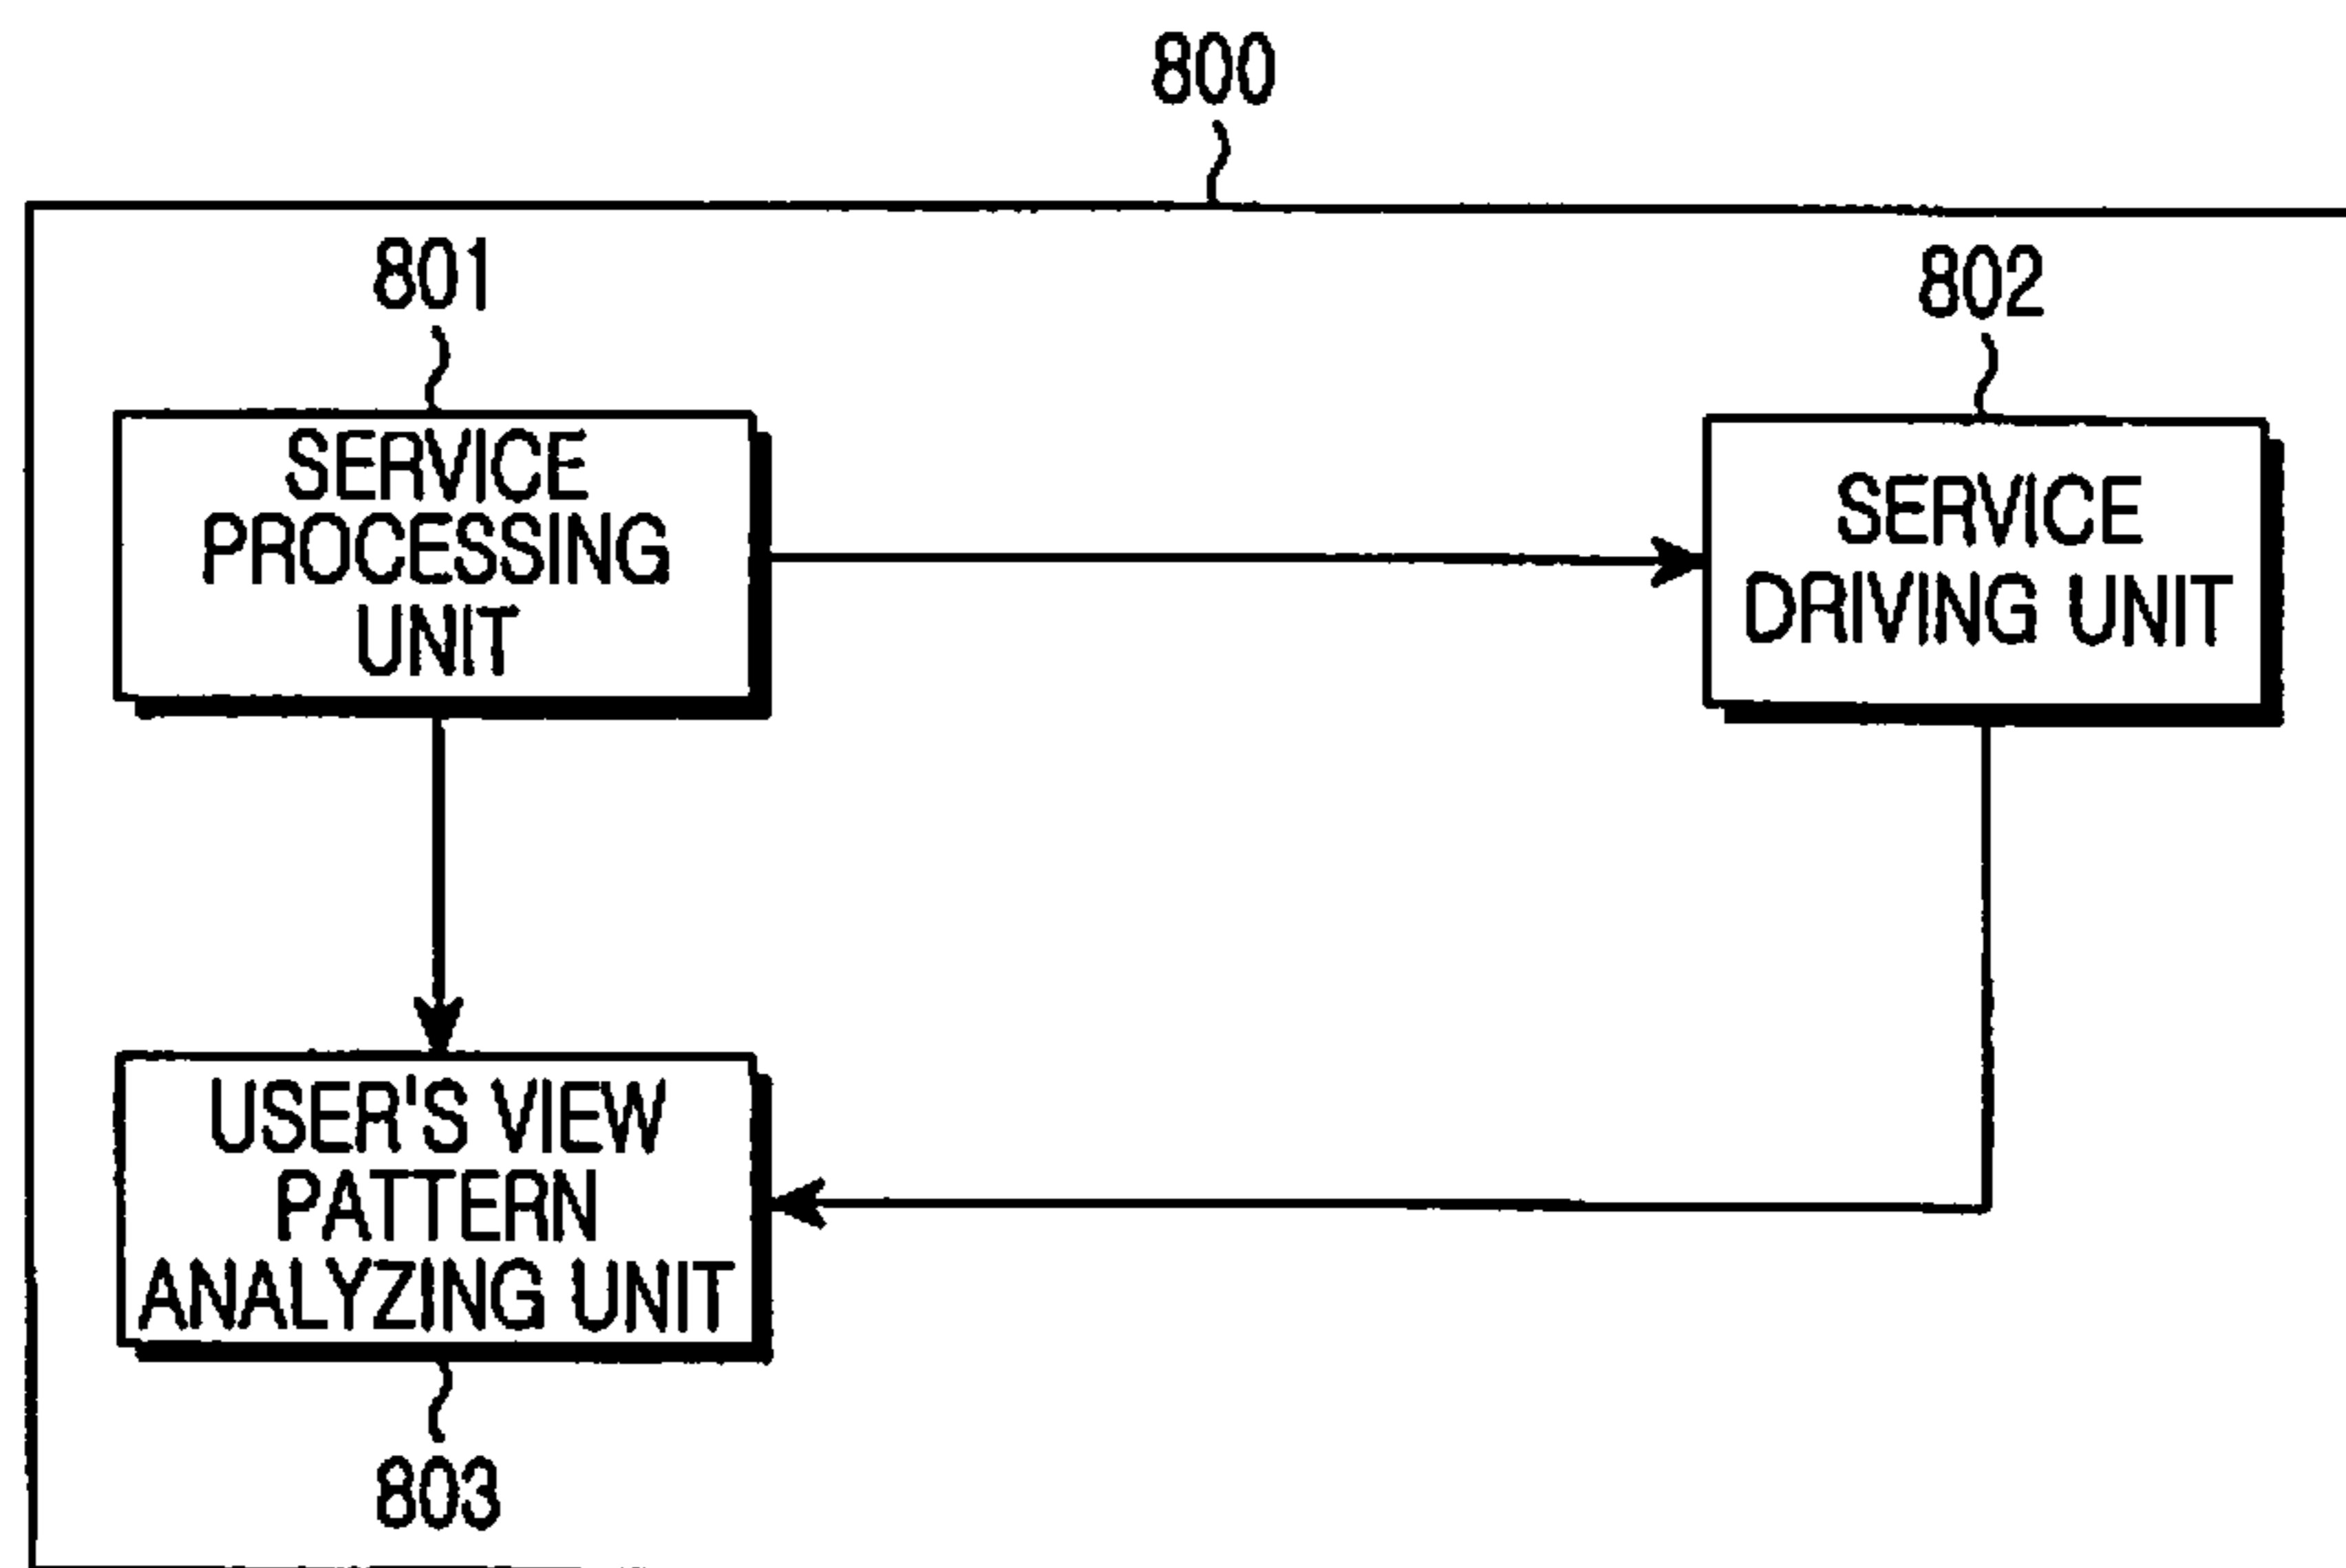 800
801
802
SERVICE
PROCESSING
UNIT
SERVICE
DRIVING UNIT
USER'S VIEW
PATTERN
ANALYZING UNIT
803